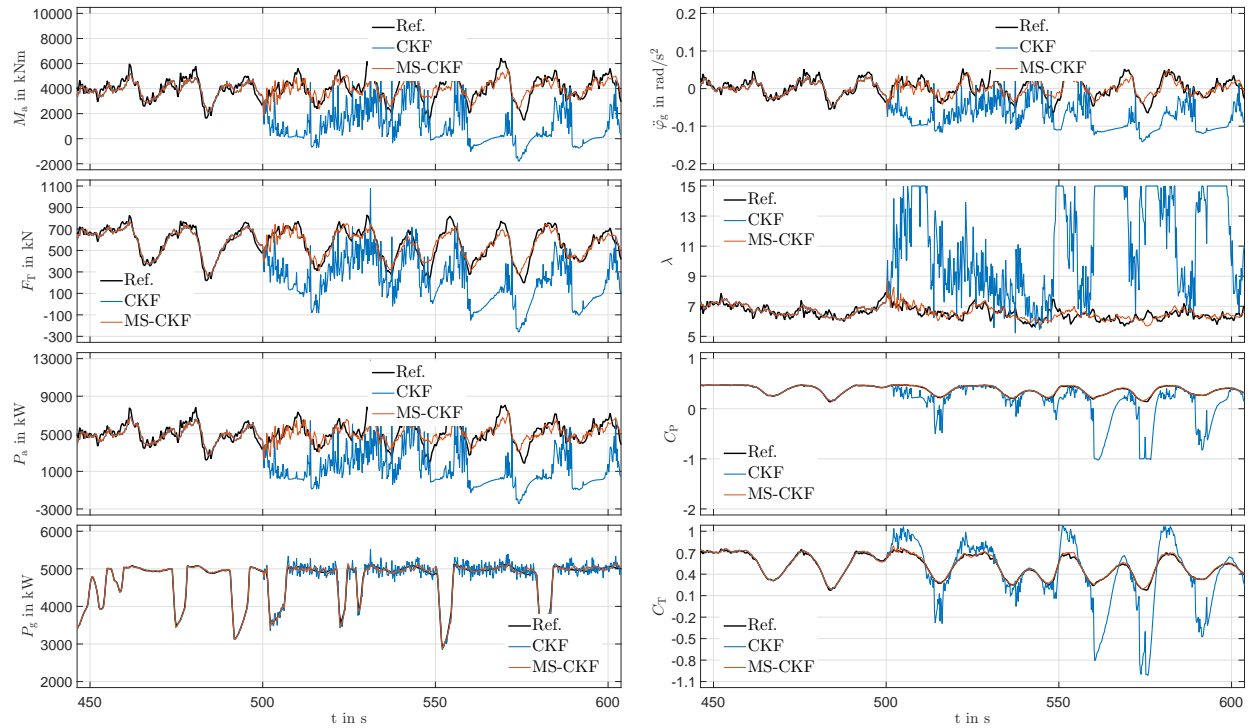 10000
8000
6000
4000
2000
0
-2000
M_a in kNm
Ref.
CKF
MS-CKF
1100
900
700
500
300
100
-100
-300
F_T in kN
Ref.
CKF
MS-CKF
13000
9000
5000
1000
-3000
P_a in kW
Ref.
CKF
MS-CKF
6000
5000
4000
3000
2000
P_g in kW
Ref.
CKF
MS-CKF
450 500 550 600
t in s
0.2
0.1
0
-0.1
-0.2
φ̈_g in rad/s²
Ref.
CKF
MS-CKF
15
13
11
9
7
5
λ
Ref.
CKF
MS-CKF
1
0
-1
-2
C_P
Ref.
CKF
MS-CKF
1
0.7
0.4
0.1
-0.2
-0.5
-0.8
-1.1
C_T
Ref.
CKF
MS-CKF
450 500 550 600
t in s